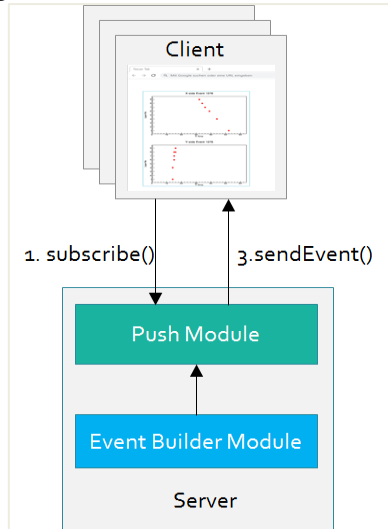 Client
1. subscribe()
3.sendEvent()
Push Module
Event Builder Module
Server